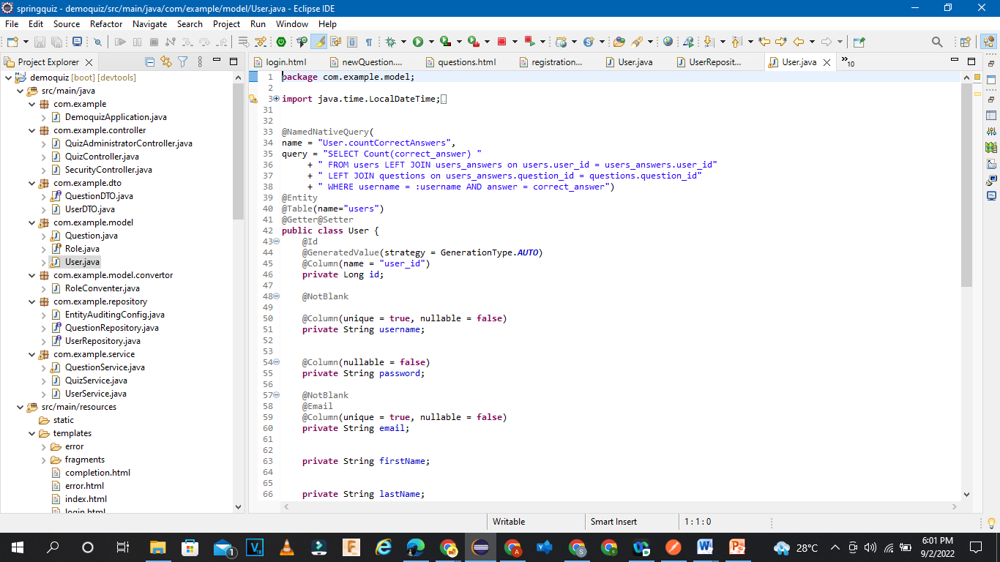 springquiz - demoquiz/src/main/java/com/example/model/User.java - Eclipse IDE
File Edit Source Refactor Navigate Search Project Run Window Help
Project Explorer
login.html newQuestion.... questions.html registration... User.java UserReposit... User.java 10
demoquiz [boot] [devtools]
src/main/java
com.example
DemoquizApplication.java
com.example.controller
QuizAdministratorController.java
QuizController.java
SecurityController.java
com.example.dto
QuestionDTO.java
UserDTO.java
com.example.model
Question.java
Role.java
User.java
com.example.model.convertor
RoleConventer.java
com.example.repository
EntityAuditingConfig.java
QuestionRepository.java
UserRepository.java
com.example.service
QuestionService.java
QuizService.java
UserService.java
src/main/resources
static
templates
error
fragments
completion.html
error.html
index.html
login.html
1 package com.example.model;
2
3 import java.time.LocalDateTime;
31
32
33 @NamedNativeQuery(
34 name = "User.countCorrectAnswers",
35 query = "SELECT Count(correct_answer) "
36 + " FROM users LEFT JOIN users_answers on users.user_id = users_answers.user_id"
37 + " LEFT JOIN questions on users_answers.question_id = questions.question_id"
38 + " WHERE username = :username AND answer = correct_answer")
39 @Entity
40 @Table(name="users")
41 @Getter@Setter
42 public class User {
43 @Id
44 @GeneratedValue(strategy = GenerationType.AUTO)
45 @Column(name = "user_id")
46 private Long id;
47
48 @NotBlank
49
50 @Column(unique = true, nullable = false)
51 private String username;
52
53
54 @Column(nullable = false)
55 private String password;
56
57 @NotBlank
58 @Email
59 @Column(unique = true, nullable = false)
60 private String email;
61
62
63 private String firstName;
64
65
66 private String lastName;
Writable Smart Insert 1 : 1 : 0
28°C 6:01 PM
9/2/2022